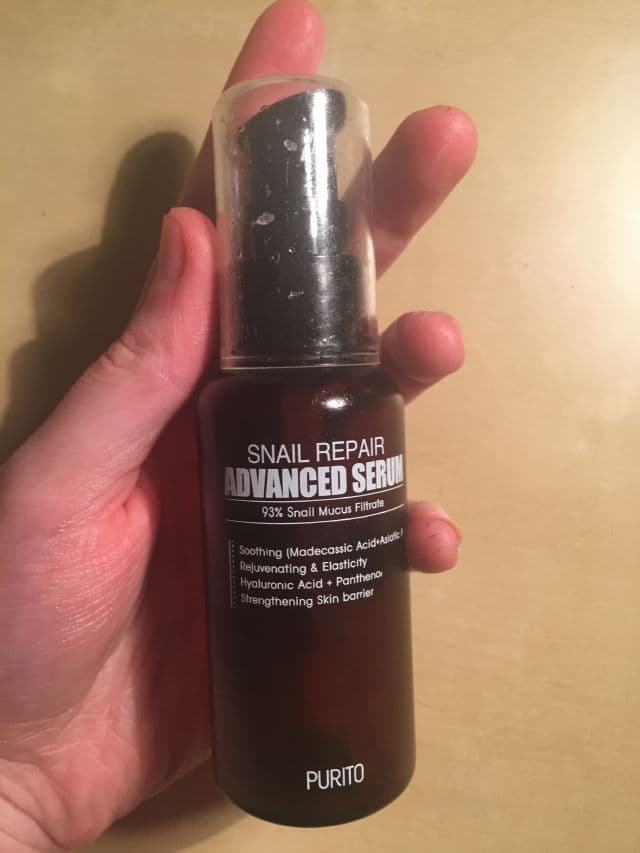 SNAIL REPAIR
ADVANCED SERUM
93% Snail Mucus Filtrate
Soothing (Madecassic Acid+Asiatic
Rejuvenating & Elasticity
Hyaluronic Acid + Panthenol
Strengthening Skin barrier
PURITO